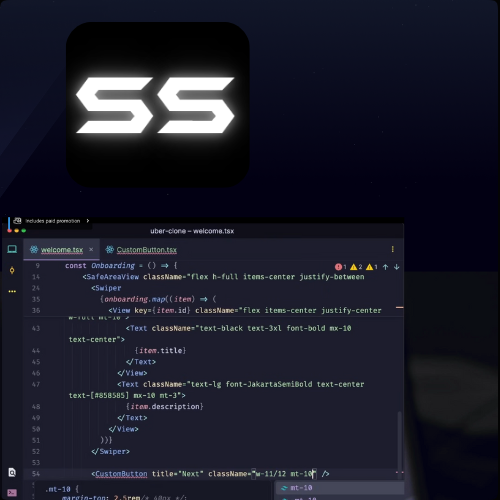 SS
Includes paid promotion >
uber-clone – welcome.tsx
welcome.tsx ×
CustomButton.tsx
9 const Onboarding = () => {
1 2 1
14 <SafeAreaView className="flex h-full items-center justify-between
24 <Swiper
35 {onboarding.map((item) => (
36 <View key={item.id} className="flex items-center justify-center
w-full mt-10">
43 <Text className="text-black text-3xl font-bold mx-10
text-center">
44 {item.title}
45 </Text>
46 </View>
47 <Text className="text-lg font-JakartaSemiBold text-center
text-[#858585] mx-10 mt-3">
48 {item.description}
49 </Text>
50 </View>
51 ))}
52 </Swiper>
53
54 <CustomButton title="Next" className="w-11/12 mt-10" />
.mt-10 {
mt-10
margin-top: 2.5rem/* 40px */;